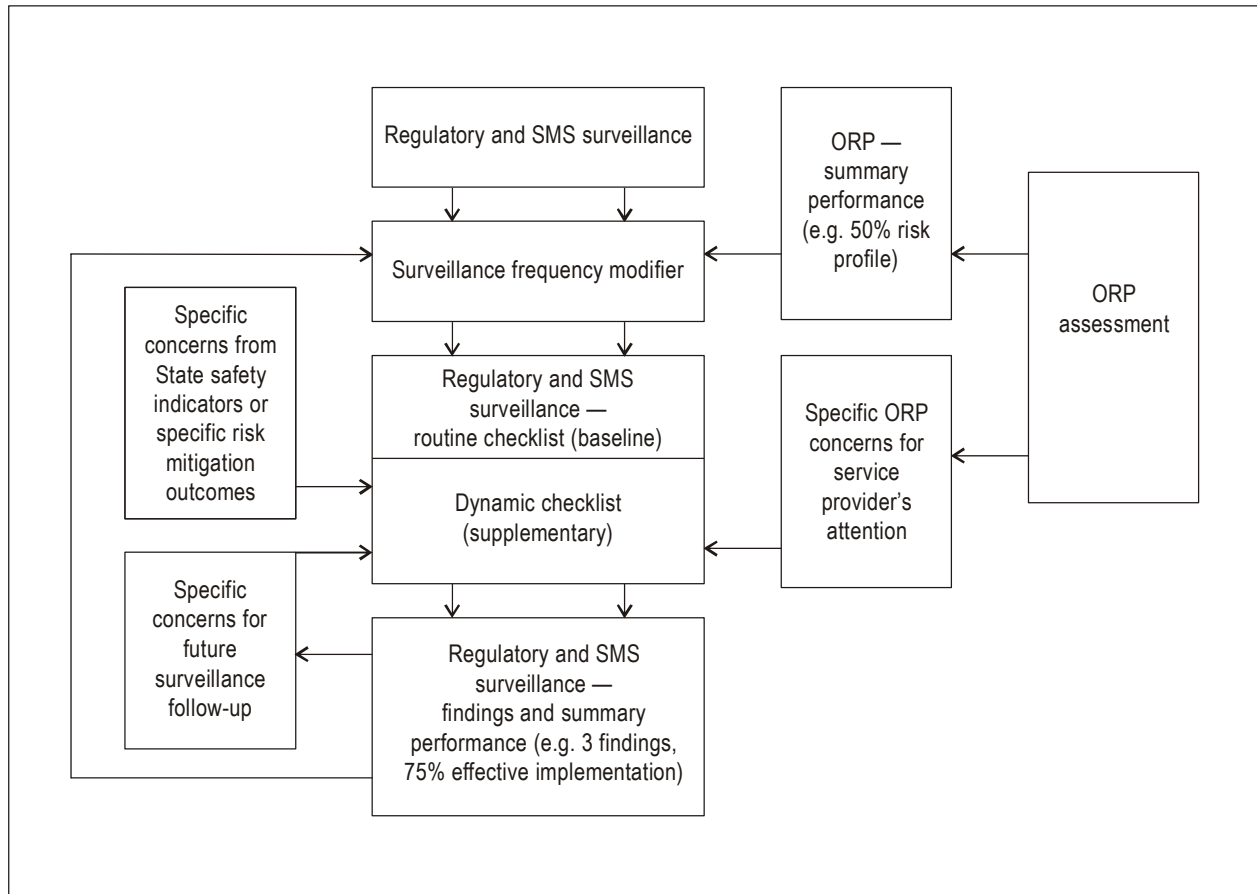 Regulatory and SMS surveillance
ORP —
summary
performance
(e.g. 50% risk
profile)
ORP
assessment
Surveillance frequency modifier
Specific
concerns from
State safety
indicators or
specific risk
mitigation
outcomes
Regulatory and SMS
surveillance —
routine checklist (baseline)
Dynamic checklist
(supplementary)
Specific ORP
concerns for
service
provider’s
attention
Specific
concerns for
future
surveillance
follow-up
Regulatory and SMS
surveillance —
findings and summary
performance (e.g. 3 findings,
75% effective implementation)